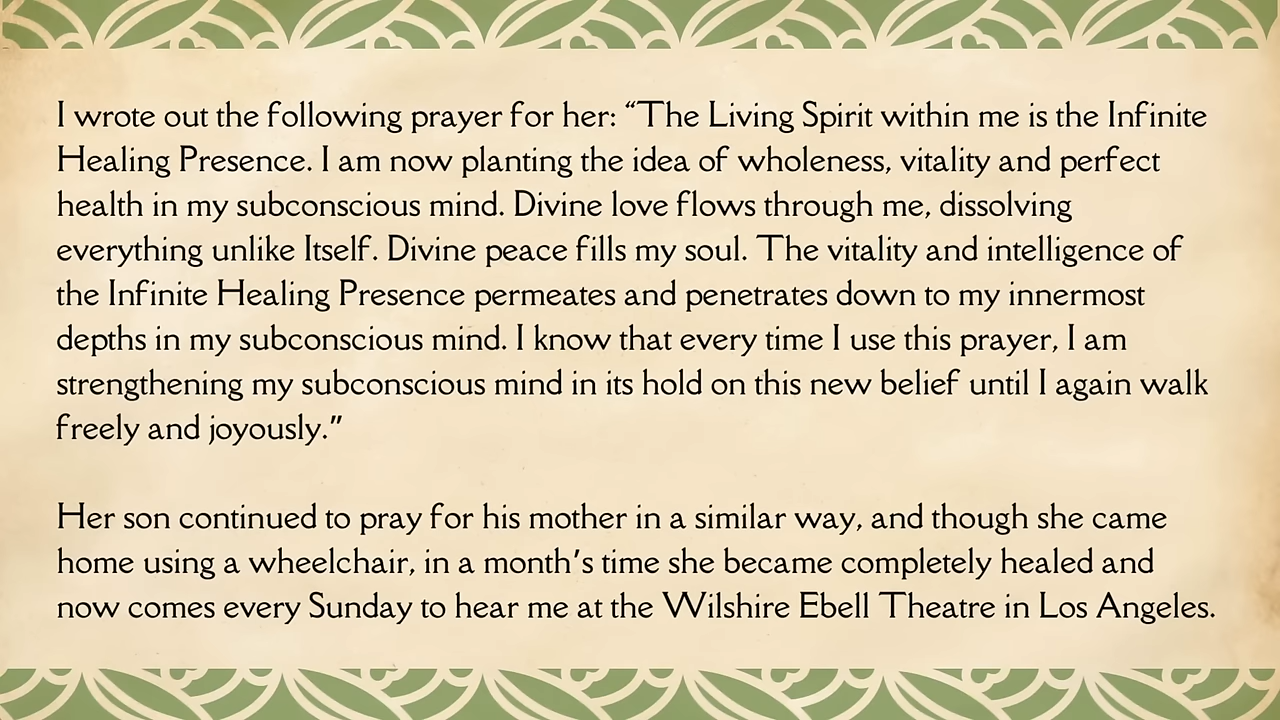 I wrote out the following prayer for her: “The Living Spirit within me is the Infinite
Healing Presence. I am now planting the idea of wholeness, vitality and perfect
health in my subconscious mind. Divine love flows through me, dissolving
everything unlike Itself. Divine peace fills my soul. The vitality and intelligence of
the Infinite Healing Presence permeates and penetrates down to my innermost
depths in my subconscious mind. I know that every time I use this prayer, I am
strengthening my subconscious mind in its hold on this new belief until I again walk
freely and joyously."
Her son continued to pray for his mother in a similar way, and though she came
home using a wheelchair, in a month's time she became completely healed and
now comes every Sunday to hear me at the Wilshire Ebell Theatre in Los Angeles.